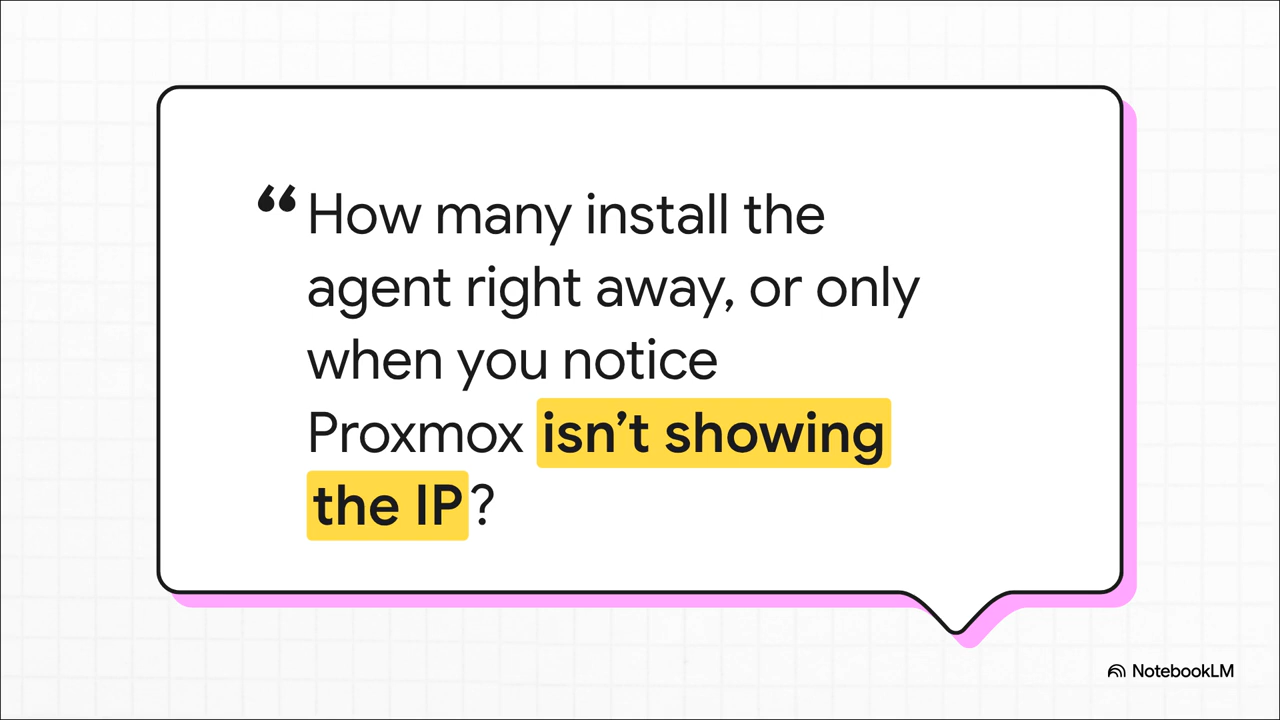 “How many install the
agent right away, or only
when you notice
Proxmox isn’t showing
the IP?
NotebookLM